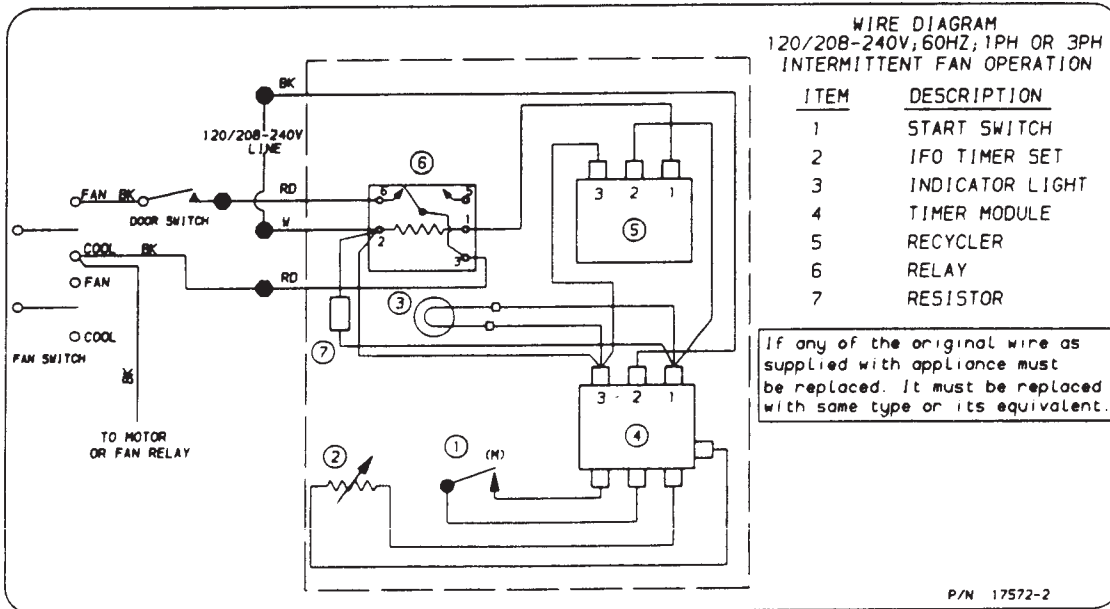 WIRE DIAGRAM
120/208-240V; 60HZ; 1PH OR 3PH
INTERMITTENT FAN OPERATION
ITEM DESCRIPTION
1 START SWITCH
2 IFO TIMER SET
3 INDICATOR LIGHT
4 TIMER MODULE
5 RECYCLER
6 RELAY
7 RESISTOR
If any of the original wire as
supplied with appliance must
be replaced. It must be replaced
with same type or its equivalent.
BK
120/208-240V
LINE
6
FAN BK
DOOR SWITCH
RD
6 5
3 2 1
W
2 1
5
COOL BK
3
RD
FAN
3
COOL
FAN SWITCH
7
BK
3 2 1
TO MOTOR
OR FAN RELAY
2
1 (M)
4
P/N 17572-2